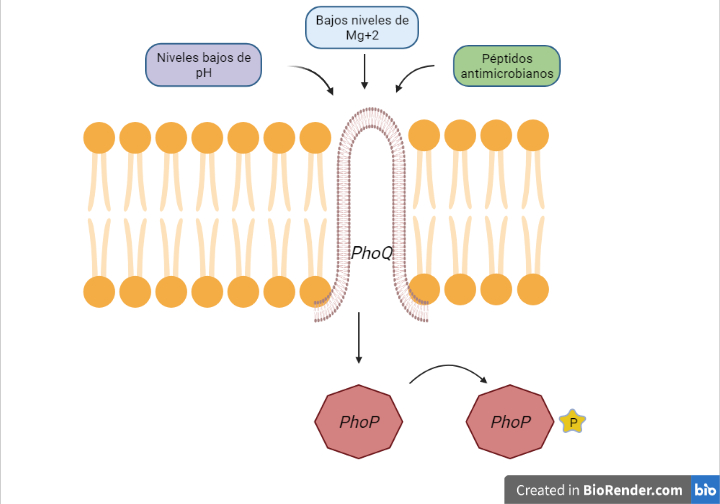 Bajos niveles de
Mg+2
Niveles bajos de
pH
Péptidos
antimicrobianos
PhoQ
PhoP
PhoP
P
Created in BioRender.com
bio